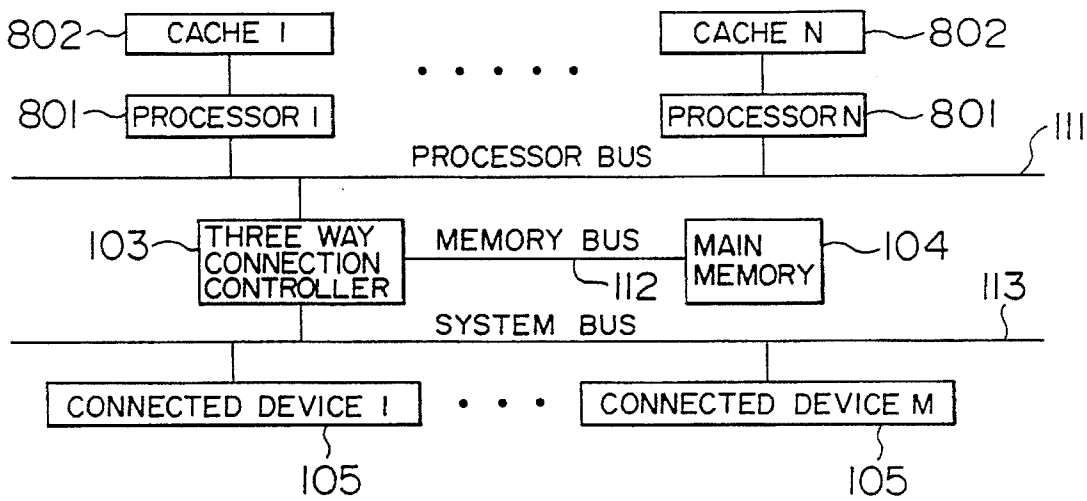 802 CACHE 1 CACHE N 802
801 PROCESSOR 1 PROCESSOR N 801
PROCESSOR BUS 111
103 THREE WAY
CONNECTION
CONTROLLER
MEMORY BUS
112
MAIN
MEMORY
104
SYSTEM BUS 113
CONNECTED DEVICE 1 CONNECTED DEVICE M
105 105